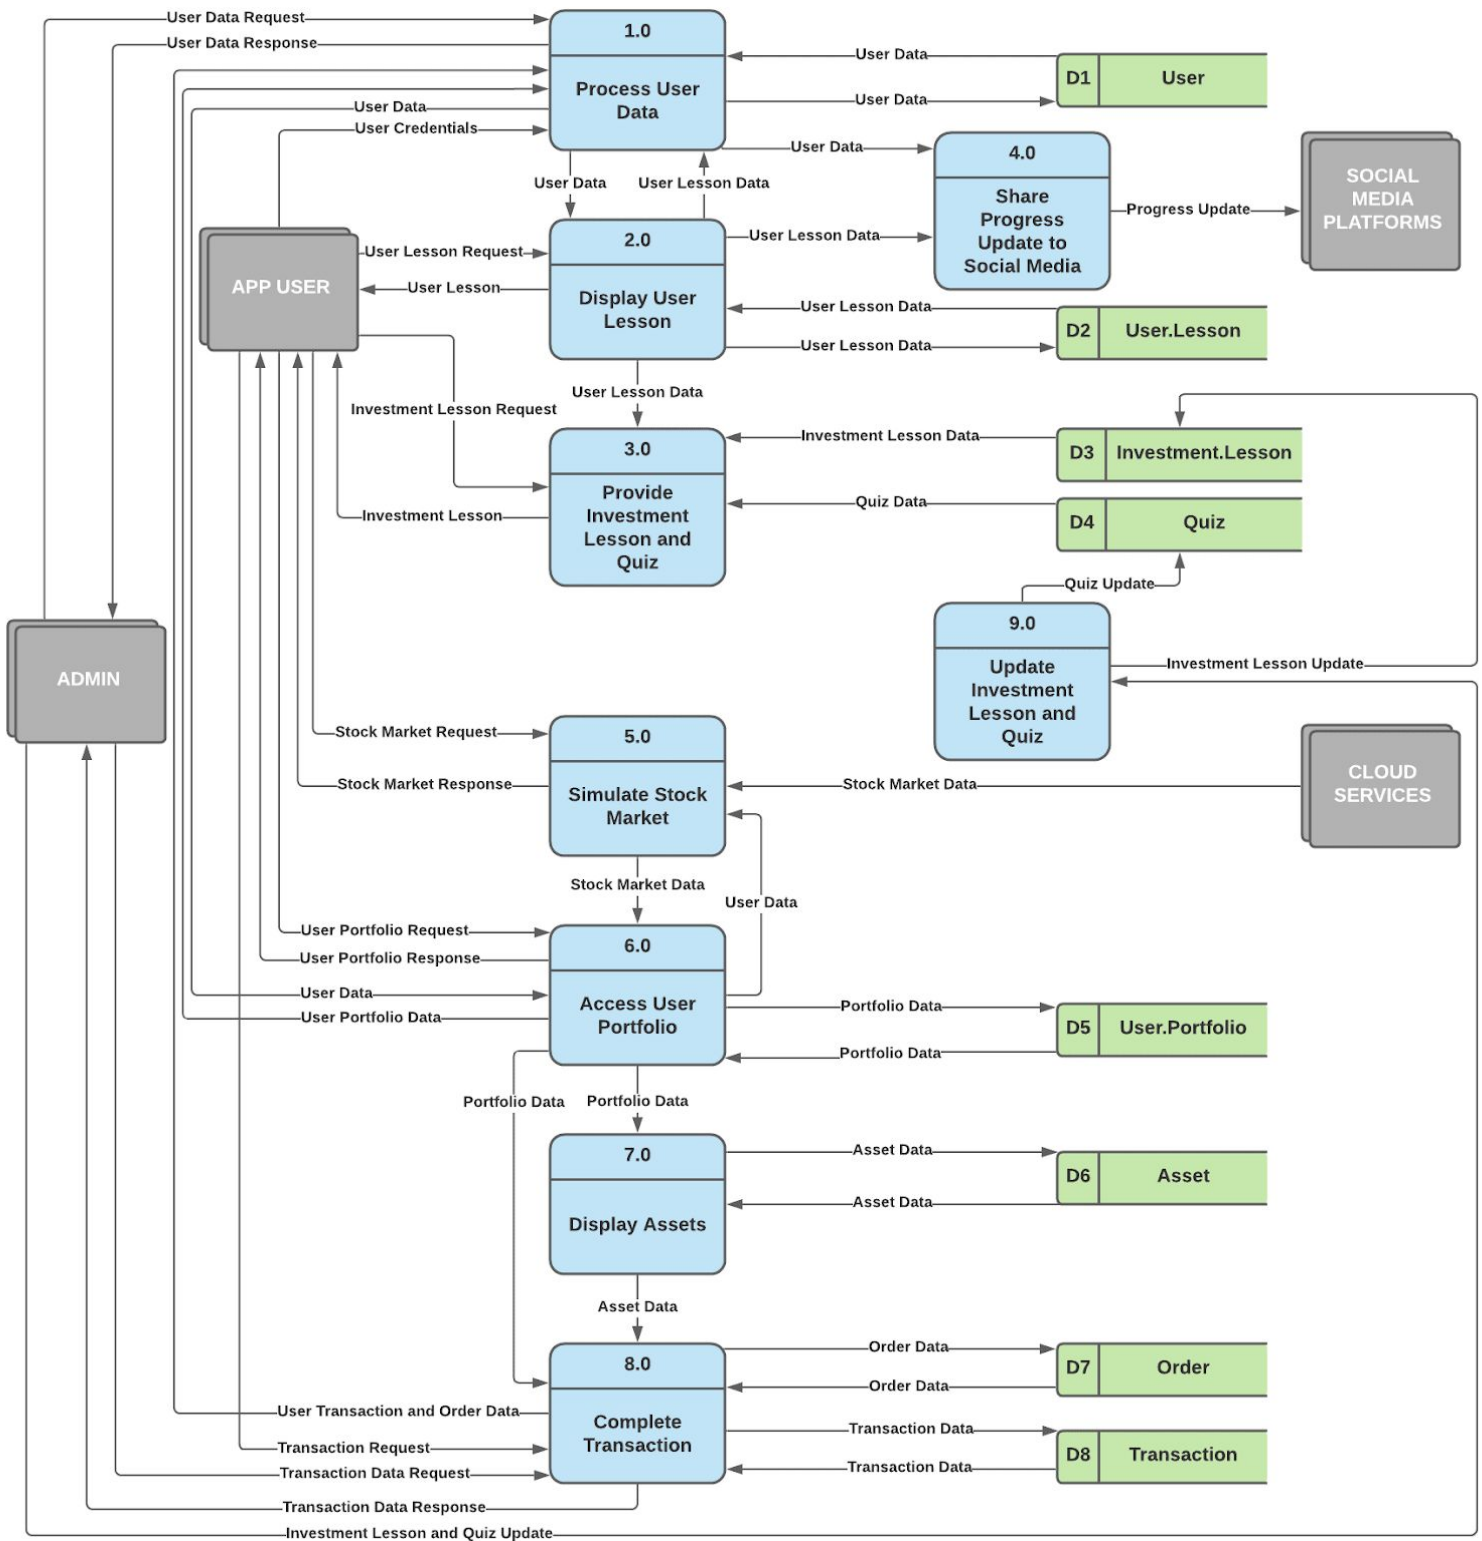 User Data Request
1.0
User Data Response
Process User
Data
User Data
D1
User
User Data
User Data
User Credentials
User Data
4.0
Share
Progress
Update to
Social Media
SOCIAL
MEDIA
PLATFORMS
User Data
User Lesson Data
Progress Update
APP USER
User Lesson Request
2.0
User Lesson Data
User Lesson
Display User
Lesson
User Lesson Data
D2
User.Lesson
User Lesson Data
User Lesson Data
Investment Lesson Request
3.0
Provide
Investment
Lesson and
Quiz
Investment Lesson Data
D3
Investment.Lesson
Quiz Data
D4
Quiz
Investment Lesson
Quiz Update
9.0
Update
Investment
Lesson and
Quiz
Investment Lesson Update
ADMIN
Stock Market Request
5.0
Simulate Stock
Market
Stock Market Response
Stock Market Data
CLOUD
SERVICES
Stock Market Data
User Data
User Portfolio Request
6.0
User Portfolio Response
Access User
Portfolio
User Data
User Portfolio Data
Portfolio Data
D5
User.Portfolio
Portfolio Data
Portfolio Data
Portfolio Data
7.0
Display Assets
Asset Data
D6
Asset
Asset Data
Asset Data
8.0
Complete
Transaction
Order Data
D7
Order
Order Data
User Transaction and Order Data
Transaction Data
D8
Transaction
Transaction Data
Transaction Request
Transaction Data Request
Transaction Data Response
Investment Lesson and Quiz Update